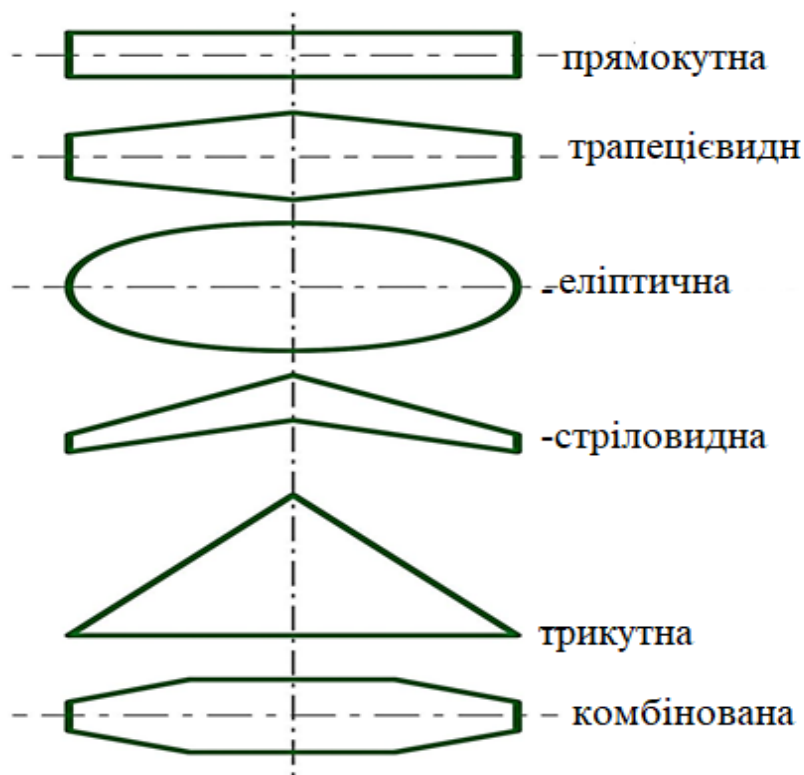 прямокутна
трапецієвидн
-еліптична
-стріловидна
трикутна
комбінована